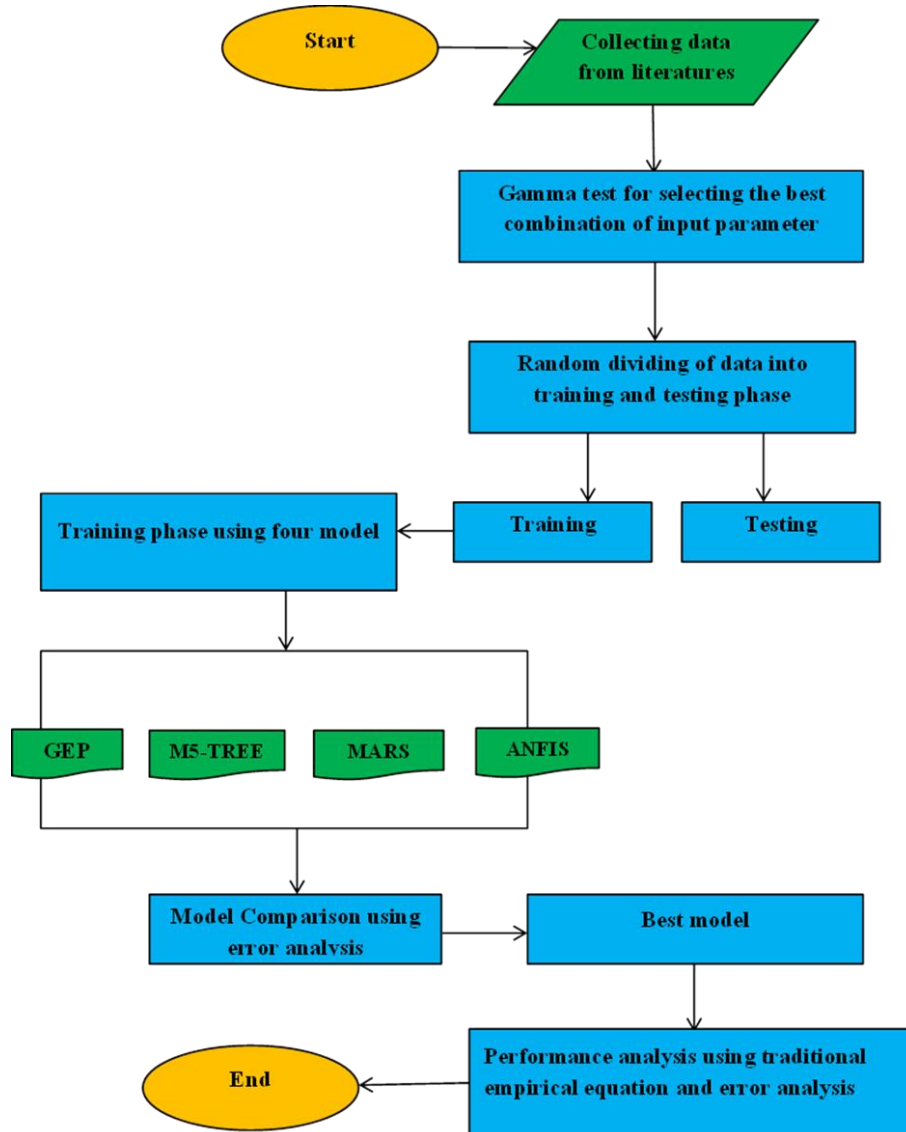 Start
Collecting data
from literatures
Gamma test for selecting the best
combination of input parameter
Random dividing of data into
training and testing phase
Training phase using four model
Training
Testing
GEP
M5-TREE
MARS
ANFIS
Model Comparison using
error analysis
Best model
Performance analysis using traditional
empirical equation and error analysis
End